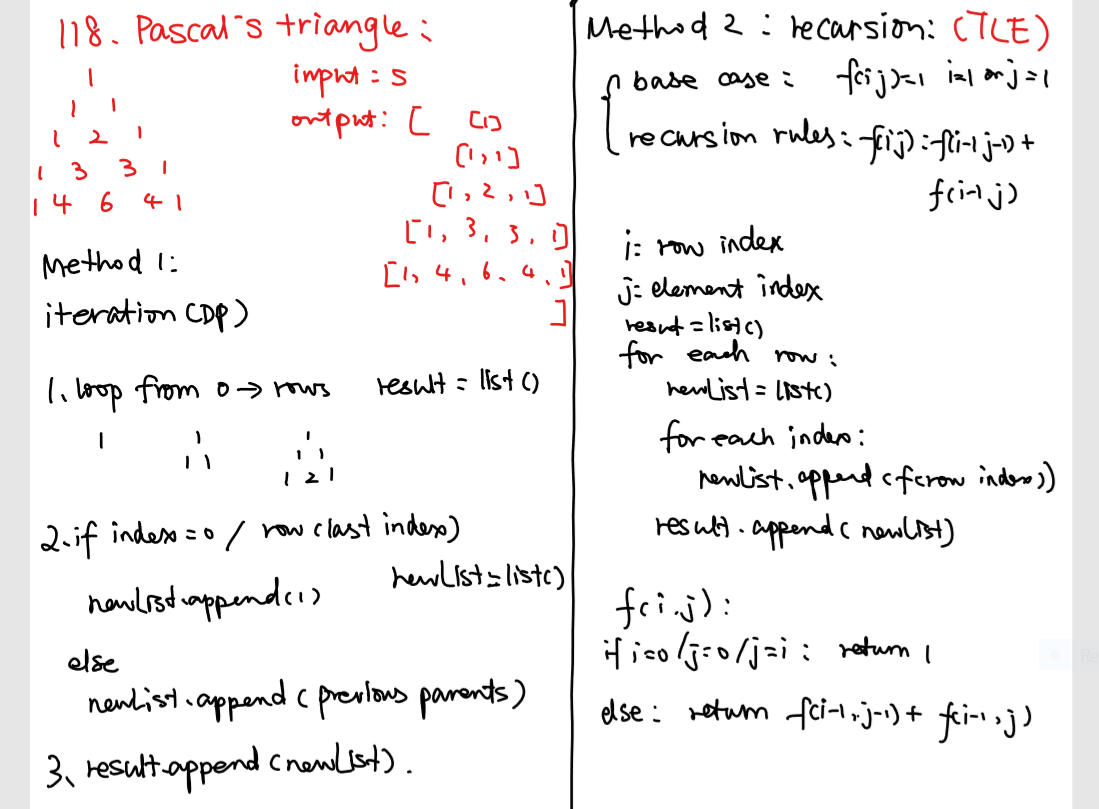 118. Pascal's triangle:
1
1 1
1 2 1
1 3 3 1
1 4 6 4 1
input = 5
output: [ [1]
[1,1]
[1, 2, 1]
[1, 3, 3, 1]
[1, 4, 6, 4, 1]
]
Method 1:
iteration (DP)
1. loop from 0 → rows result = list()
1 1 1
1 1 1 1
1 2 1
2. if index = 0 / row (last index)
newList = list()
newList.append(1)
else
newList.append (previous parents)
3、result.append (newList).
Method 2: recursion: (TLE)
base case: f(ij)=1 i=1 or j=1
recursion rules: f(ij): f(i-1 j-1) +
f(i-1 j)
i: row index
j: element index
result = list()
for each row:
newList = list()
for each index:
newList.append (f(row index))
result.append (newList)
f(i,j):
if i=0 / j=0 / j=i: return 1
else: return f(i-1, j-1) + f(i-1, j)